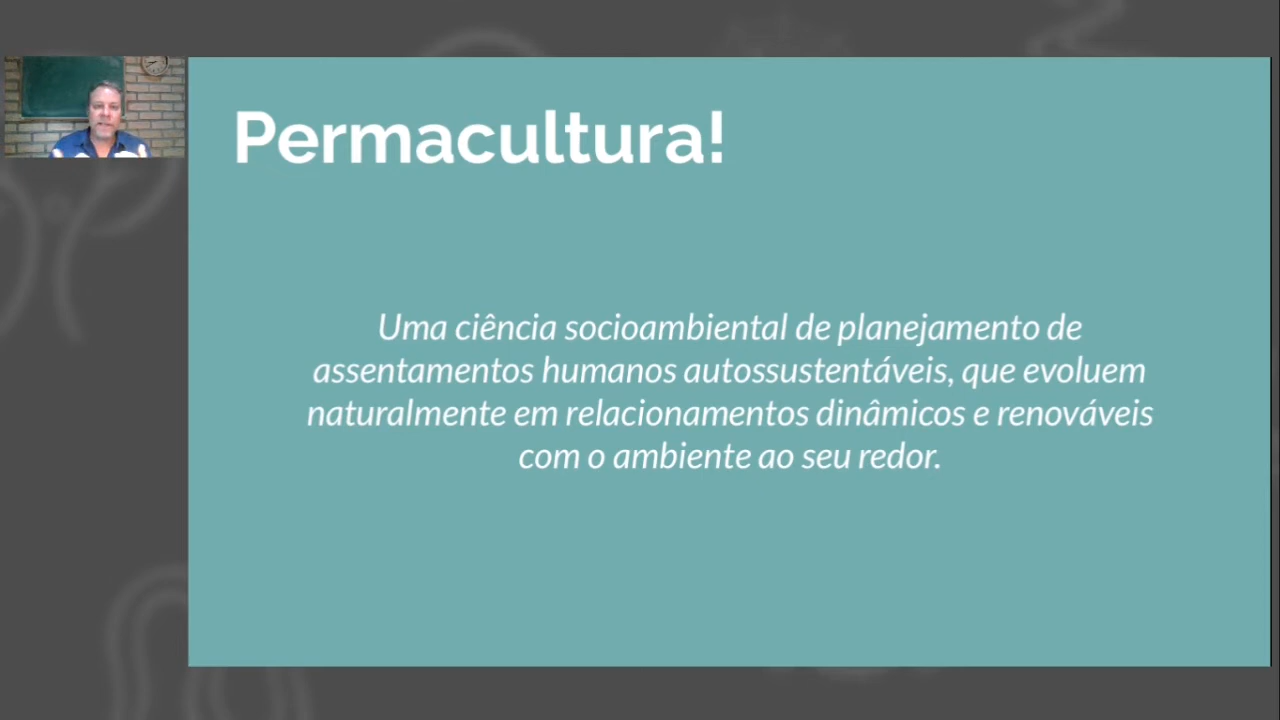 Permacultura!
Uma ciência socioambiental de planejamento de
assentamentos humanos autossustentáveis, que evoluem
naturalmente em relacionamentos dinâmicos e renováveis
com o ambiente ao seu redor.